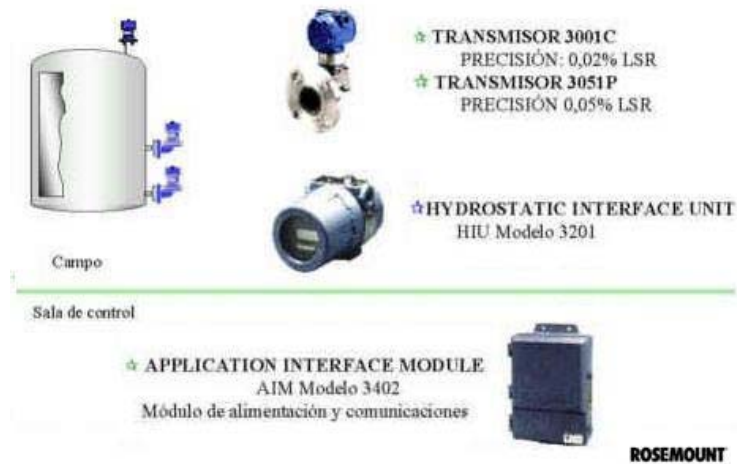 TRANSMISOR 3001C
PRECISIÓN: 0,02% LSR
TRANSMISOR 3051P
PRECISIÓN 0,05% LSR
HYDROSTATIC INTERFACE UNIT
HIU Modelo 3201
Campo
Sala de control
APPLICATION INTERFACE MODULE
AIM Modelo 3402
Módulo de alimentación y comunicaciones
ROSEMOUNT